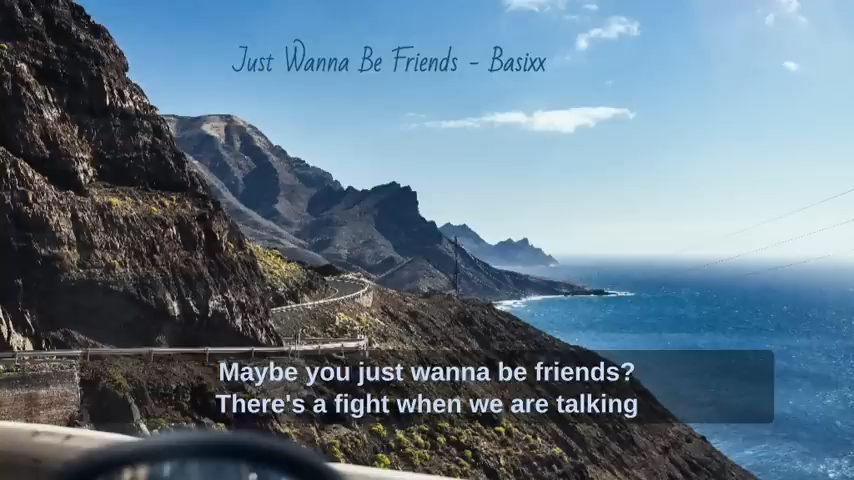 Just Wanna Be Friends - Basixx
Maybe you just wanna be friends?
There's a fight when we are talking